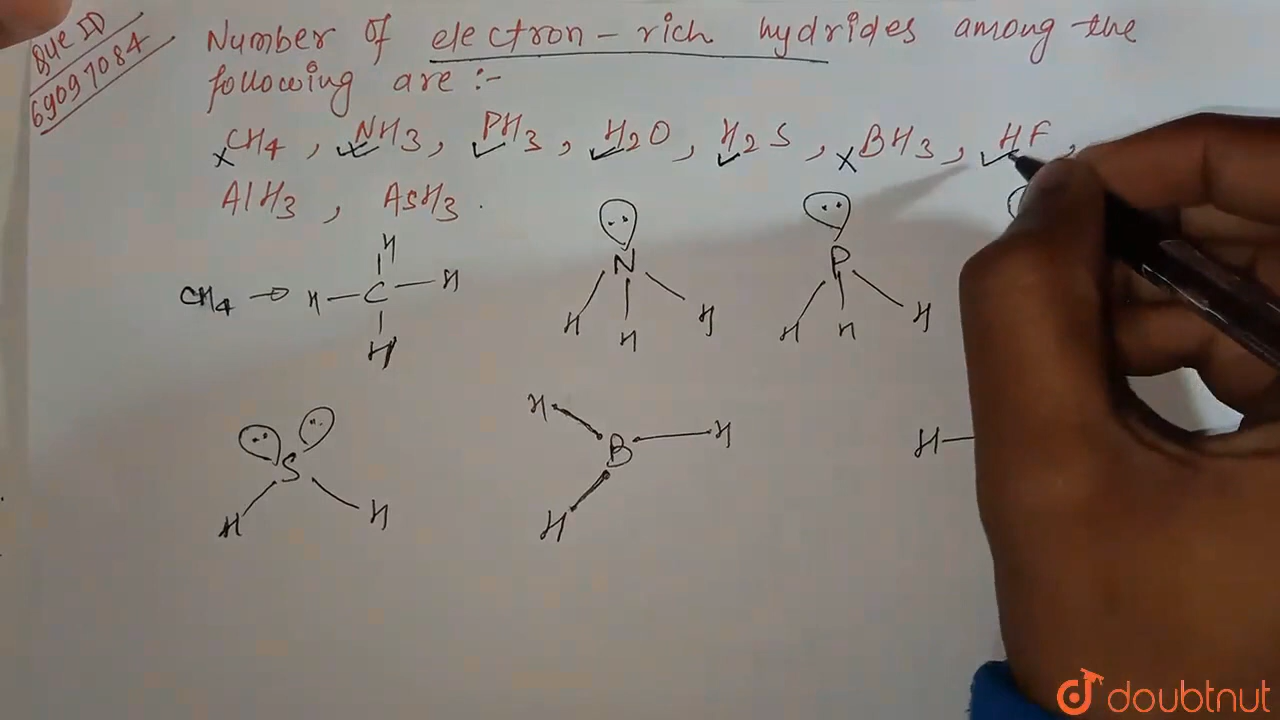 Que ID
69097084
Number of electron-rich hydrides among the
following are :-
CH4, NH3, PH3, H2O, H2S, BH3, HF,
AlH3, AsH3.
H
CH4 → H-C-H
H
N
H H H
P
H H H
S
H H
H H
B
H
H-
doubtnut